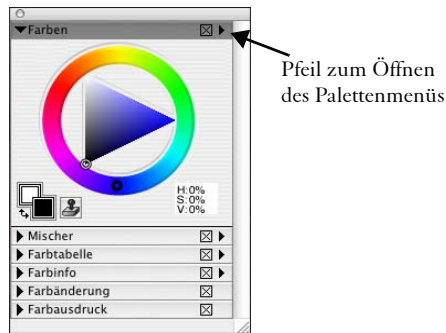 Farben
Pfeil zum Öffnen
des Palettenmenüs
H:0%
S:0%
V:0%
Mischer
Farbtabelle
Farbinfo
Farbänderung
Farbausdruck